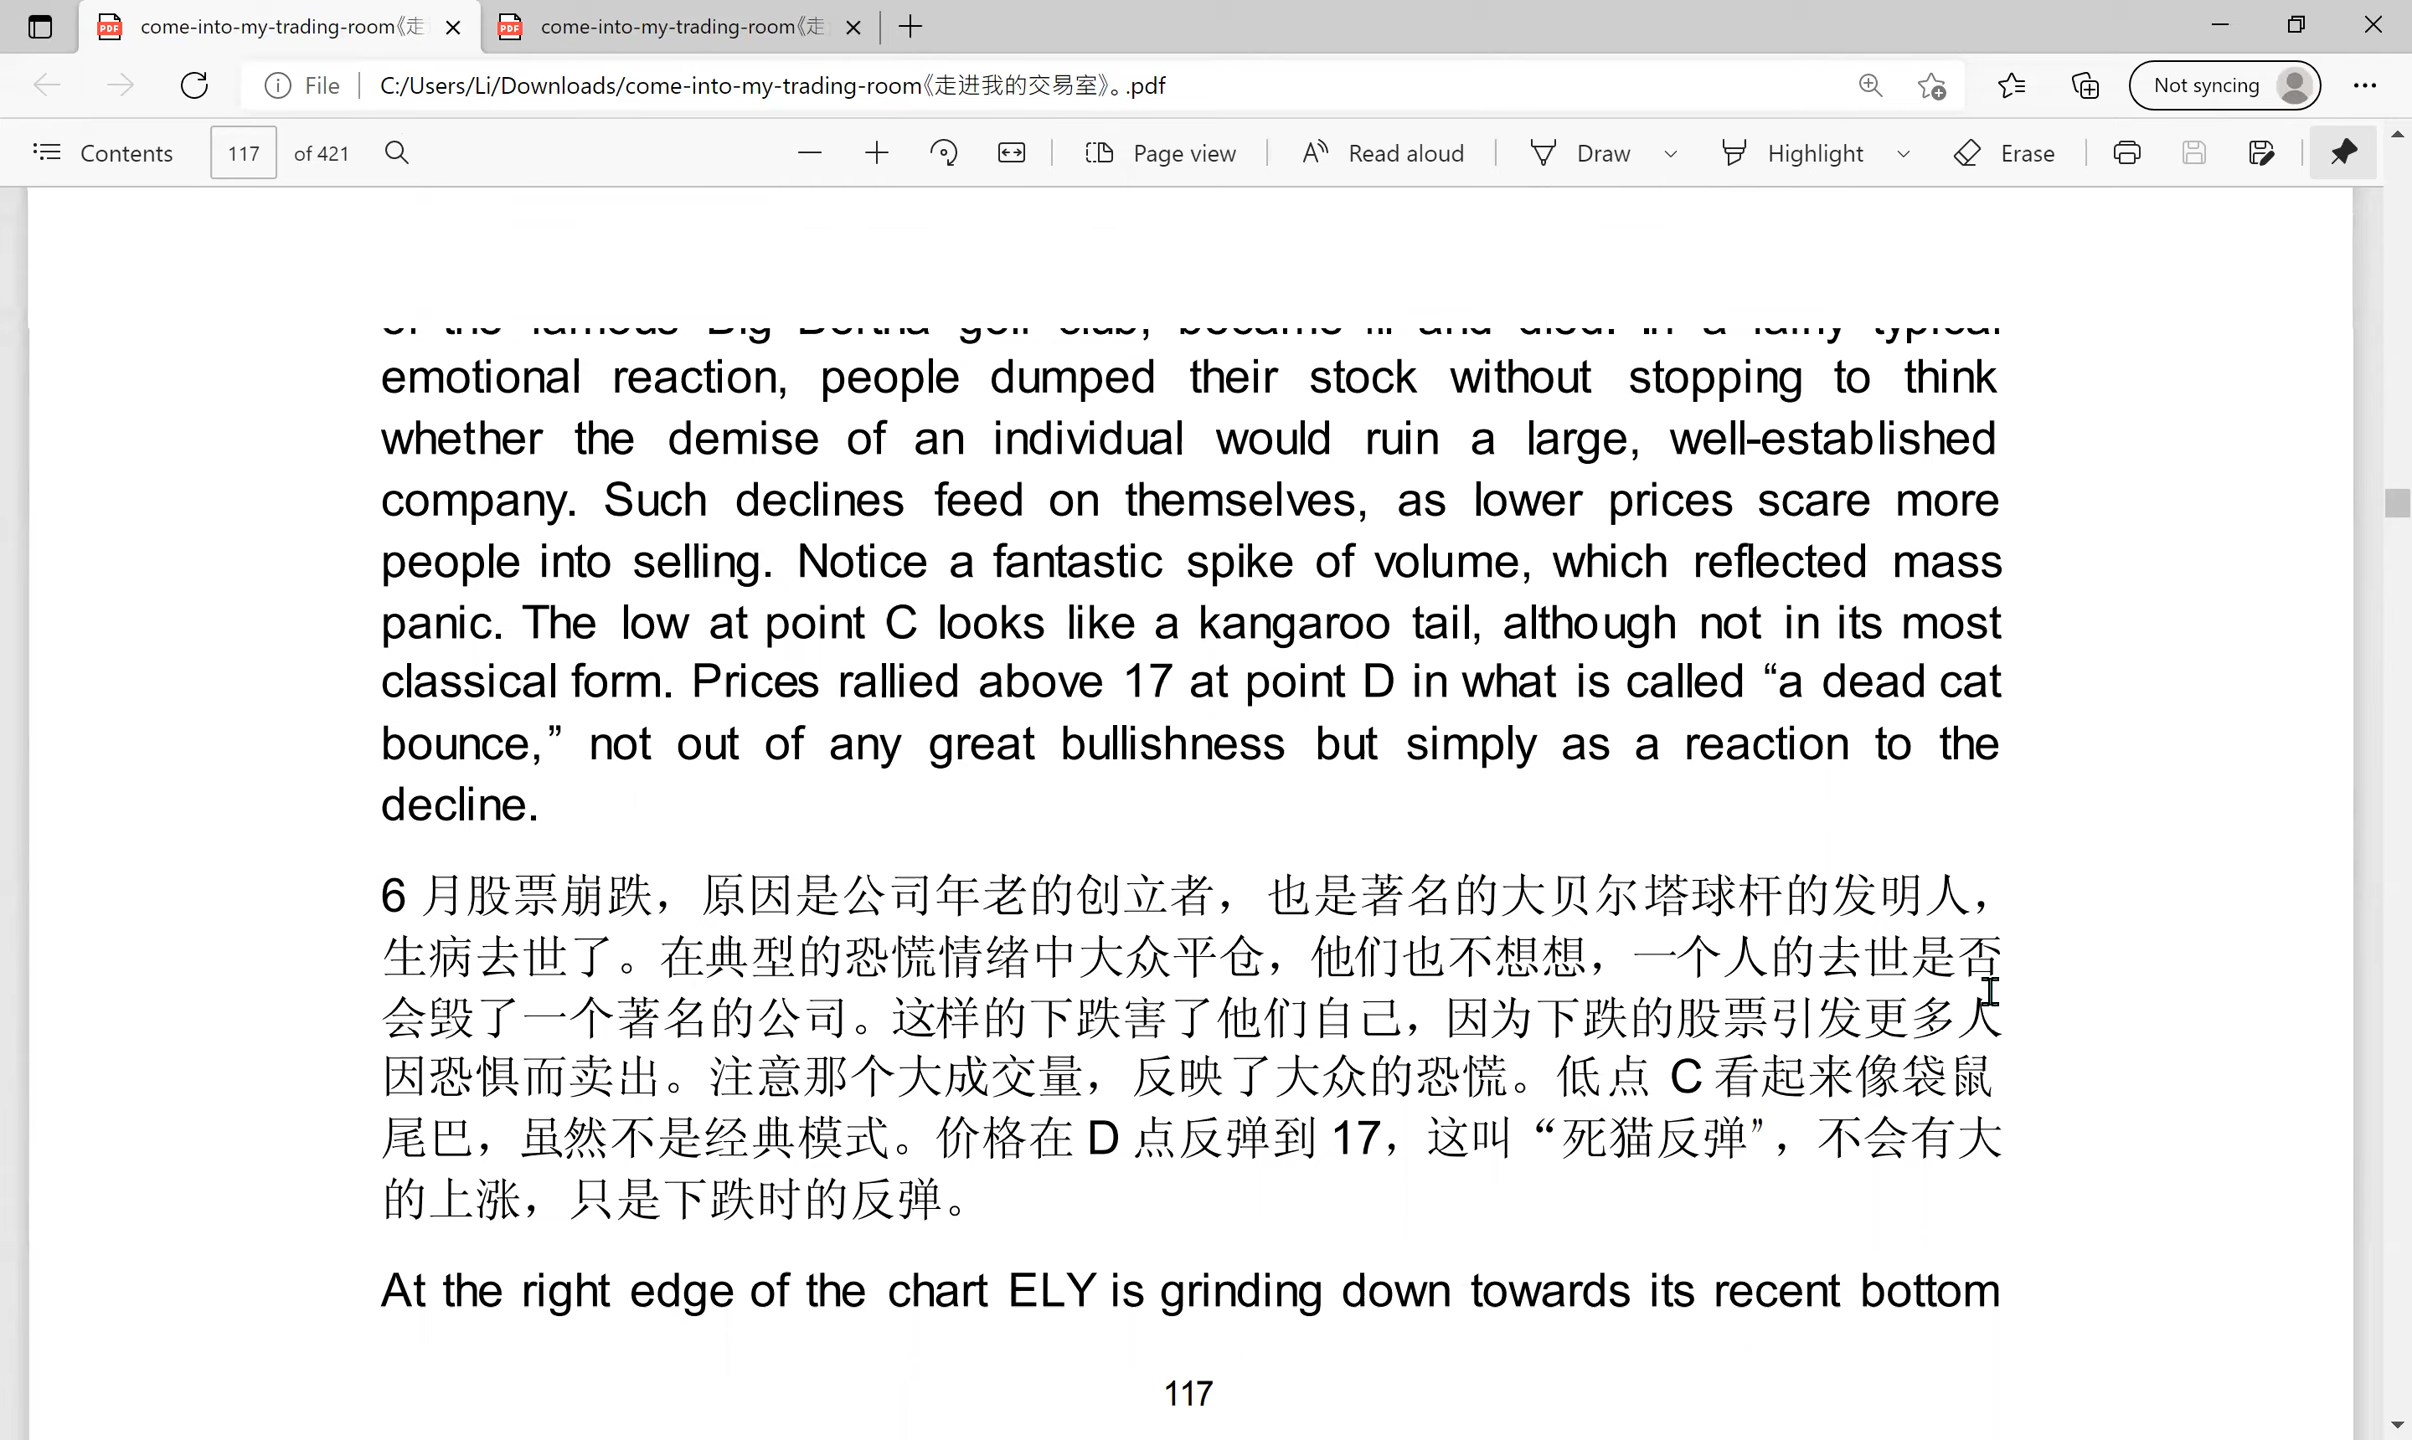 come-into-my-trading-room《走
come-into-my-trading-room《走
File
C:/Users/Li/Downloads/come-into-my-trading-room《走进我的交易室》。.pdf
Not syncing
Contents
117
of 421
Page view
Read aloud
Draw
Highlight
Erase
of the famous Big Bertha golf club, became ill and died. In a fairly typical
emotional reaction, people dumped their stock without stopping to think
whether the demise of an individual would ruin a large, well-established
company. Such declines feed on themselves, as lower prices scare more
people into selling. Notice a fantastic spike of volume, which reflected mass
panic. The low at point C looks like a kangaroo tail, although not in its most
classical form. Prices rallied above 17 at point D in what is called “a dead cat
bounce,” not out of any great bullishness but simply as a reaction to the
decline.
6 月股票崩跌，原因是公司年老的创立者，也是著名的大贝尔塔球杆的发明人，
生病去世了。在典型的恐慌情绪中大众平仓，他们也不想想，一个人的去世是否
会毁了一个著名的公司。这样的下跌害了他们自己，因为下跌的股票引发更多人
因恐惧而卖出。注意那个大成交量，反映了大众的恐慌。低点 C 看起来像袋鼠
尾巴，虽然不是经典模式。价格在 D 点反弹到 17，这叫“死猫反弹”，不会有大
的上涨，只是下跌时的反弹。
At the right edge of the chart ELY is grinding down towards its recent bottom
117